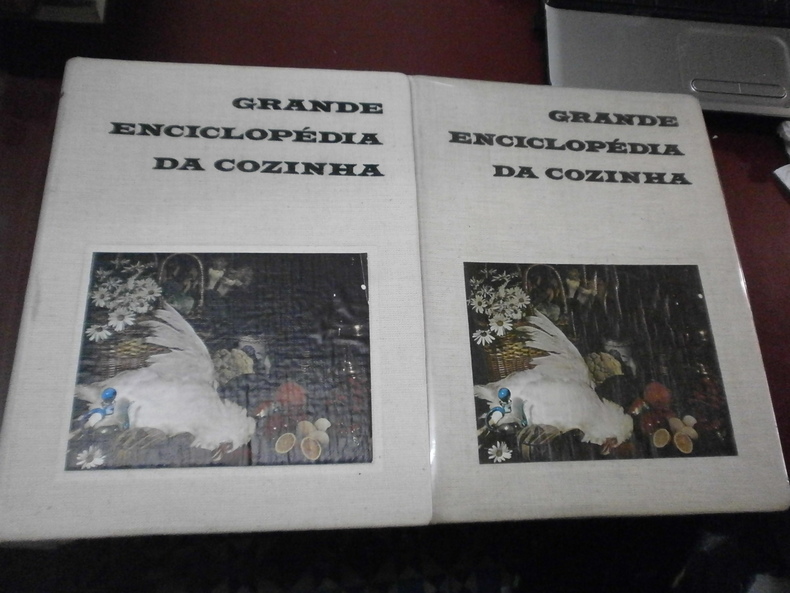 GRANDE
ENCICLOPÉDIA
DA COZINHA
GRANDE
ENCICLOPÉDIA
DA COZINHA